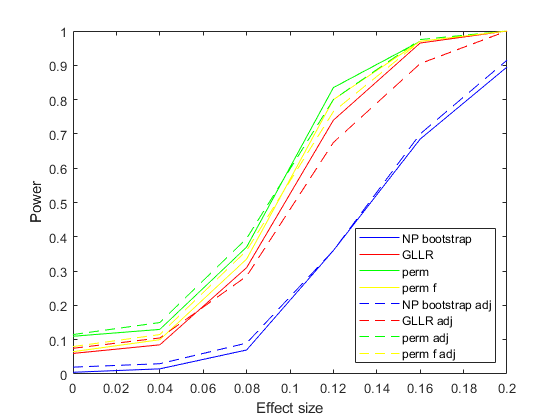 1
0.9
0.8
0.7
0.6
0.5
0.4
0.3
0.2
0.1
0
Power
NP bootstrap
GLLR
perm
perm f
NP bootstrap adj
GLLR adj
perm adj
perm f adj
0 0.02 0.04 0.06 0.08 0.1 0.12 0.14 0.16 0.18 0.2
Effect size